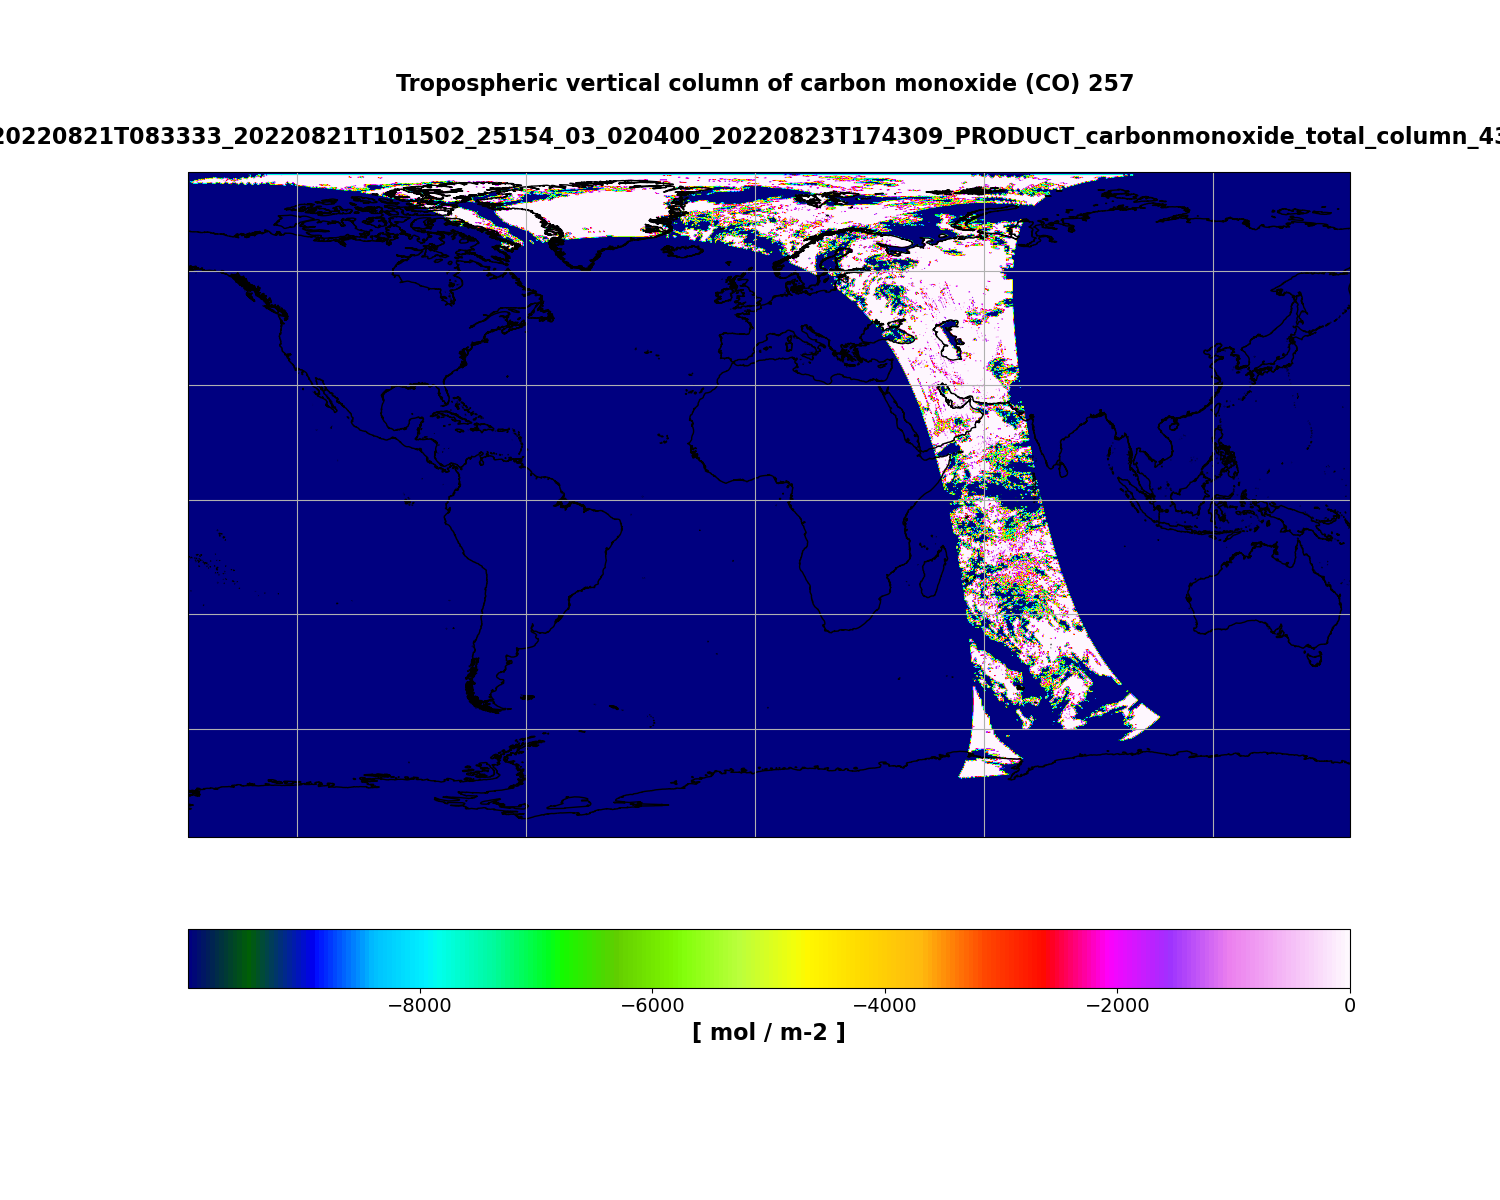 Tropospheric vertical column of carbon monoxide (CO) 257
20220821T083333_20220821T101502_25154_03_020400_20220823T174309_PRODUCT_carbonmonoxide_total_column_43
−8000 −6000 −4000 −2000 0
[ mol / m-2 ]